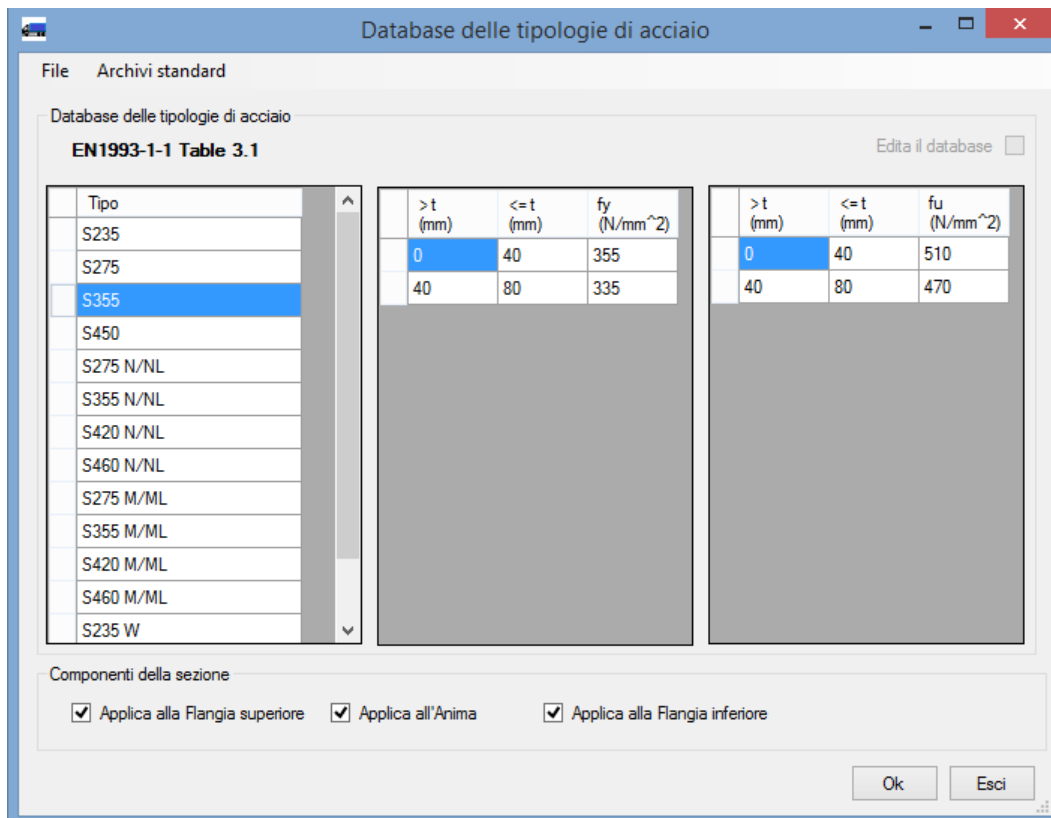 Database delle tipologie di acciaio
File Archivi standard
Database delle tipologie di acciaio
EN1993-1-1 Table 3.1
Edita il database
Tipo
S235
S275
S355
S450
S275 N/NL
S355 N/NL
S420 N/NL
S460 N/NL
S275 M/ML
S355 M/ML
S420 M/ML
S460 M/ML
S235 W
>t <=t fy
(mm) (mm) (N/mm^2)
0 40 355
40 80 335
>t <=t fu
(mm) (mm) (N/mm^2)
0 40 510
40 80 470
Componenti della sezione
Applica alla Flangia superiore Applica all'Anima Applica alla Flangia inferiore
Ok Esci